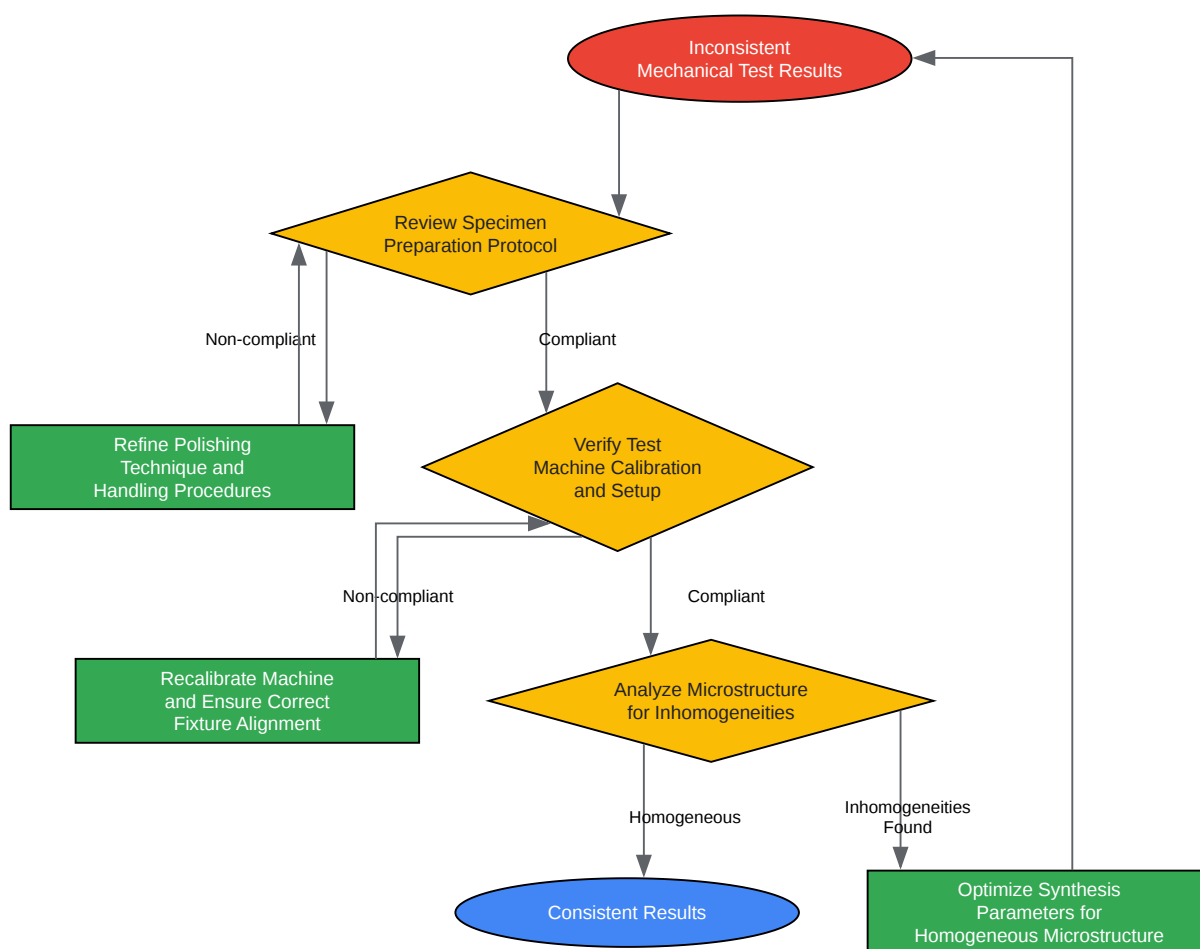 Inconsistent
Mechanical Test Results
Review Specimen
Preparation Protocol
Non-compliant
Compliant
Refine Polishing
Technique and
Handling Procedures
Verify Test
Machine Calibration
and Setup
Non-compliant
Compliant
Recalibrate Machine
and Ensure Correct
Fixture Alignment
Analyze Microstructure
for Inhomogeneities
Homogeneous
Inhomogeneities
Found
Consistent Results
Optimize Synthesis
Parameters for
Homogeneous Microstructure